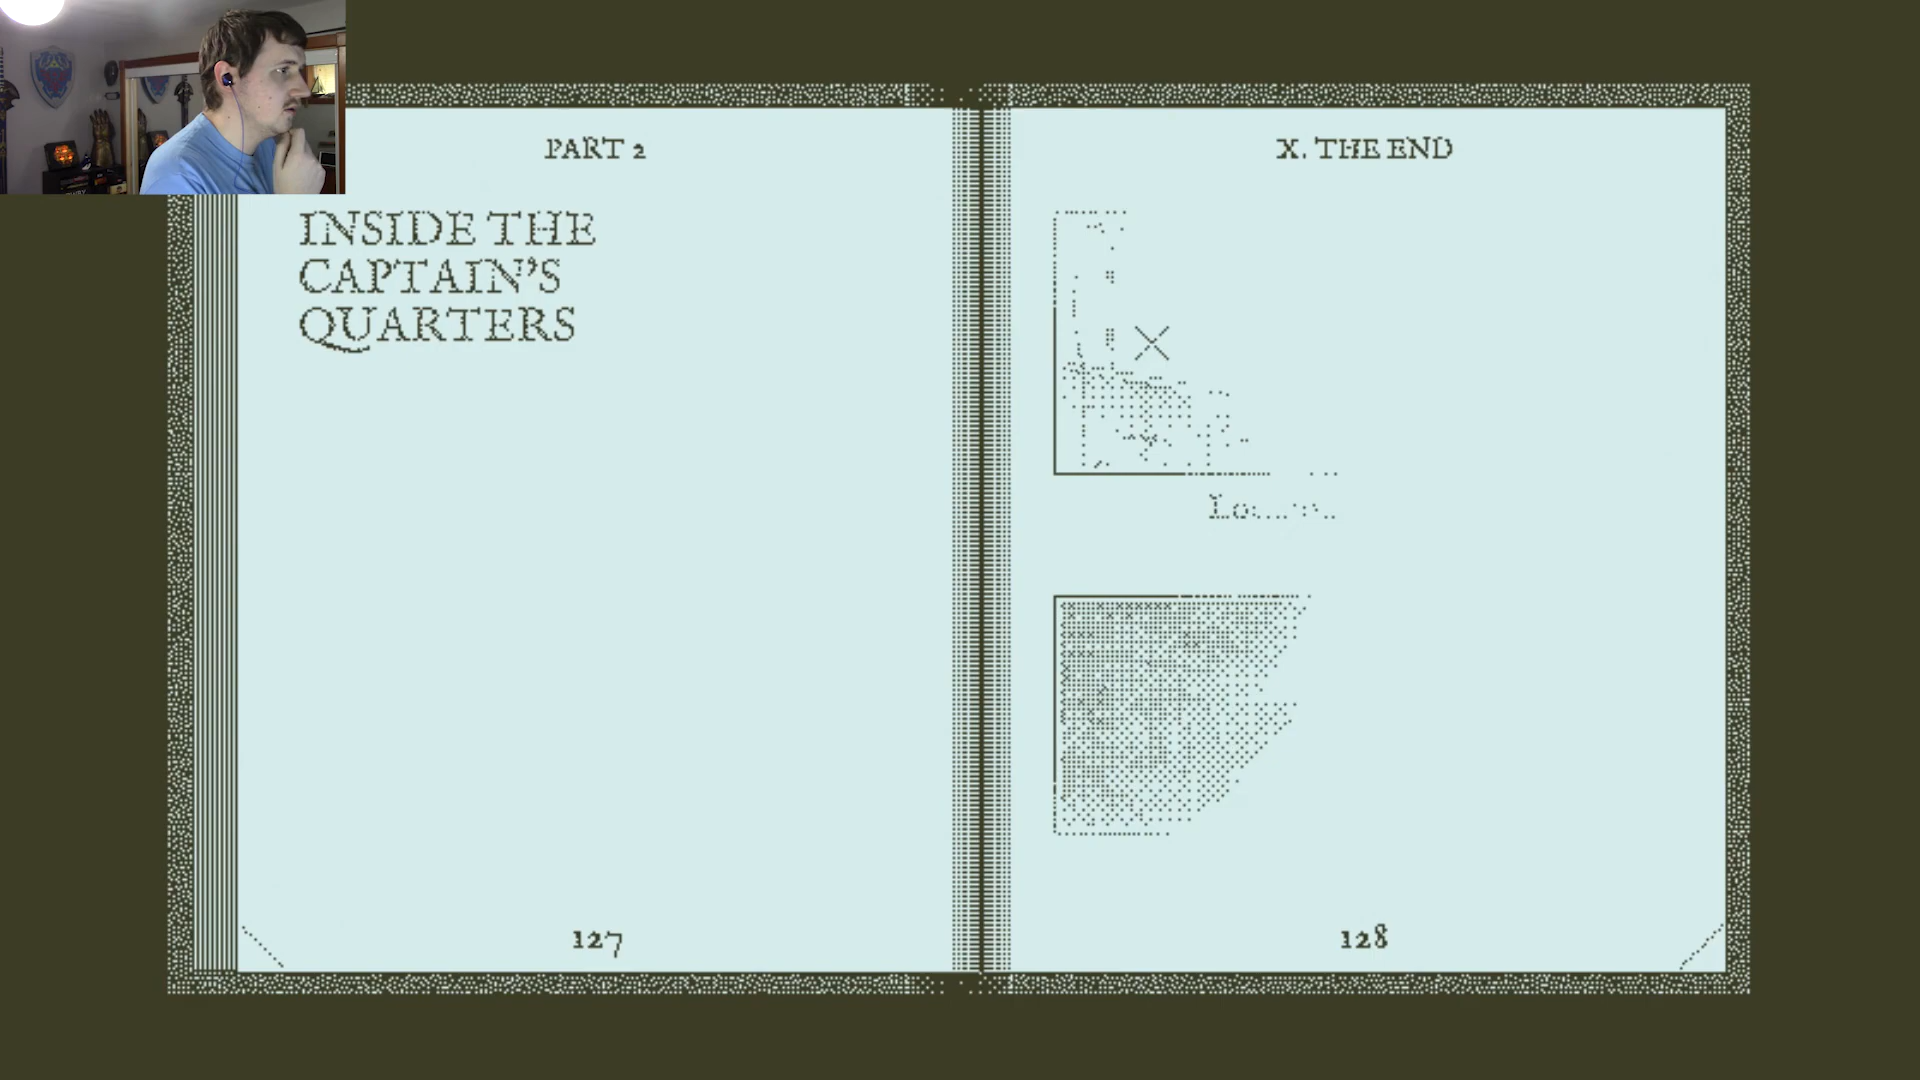 PART 2
INSIDE THE
CAPTAIN'S
QUARTERS
127
X. THE END
128